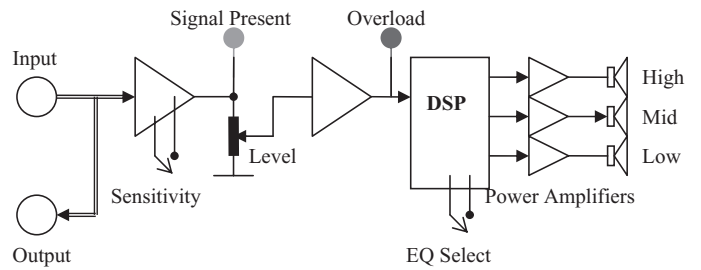 Signal Present
Overload
Input
High
DSP
Mid
Level
Low
Sensitivity
Power Amplifiers
Output
EQ Select